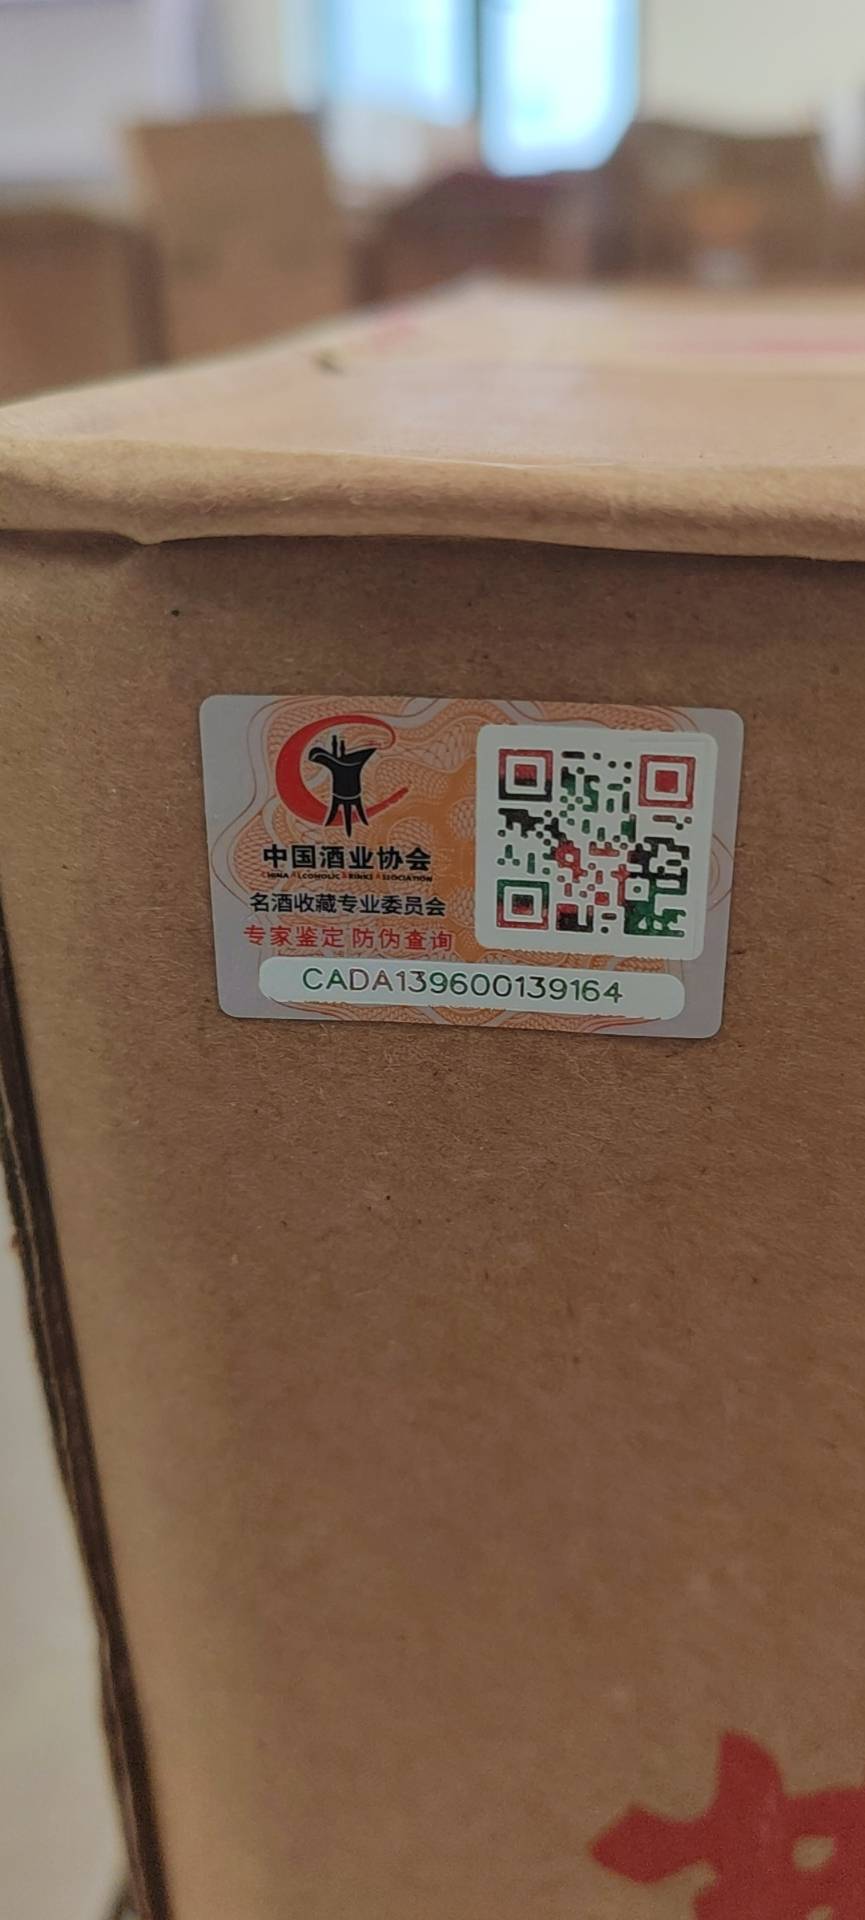 中国酒业协会
CHINA ALCOHOLIC DRINKS ASSOCIATION
名酒收藏专业委员会
专家鉴定 防伪查询
CADA139600139164